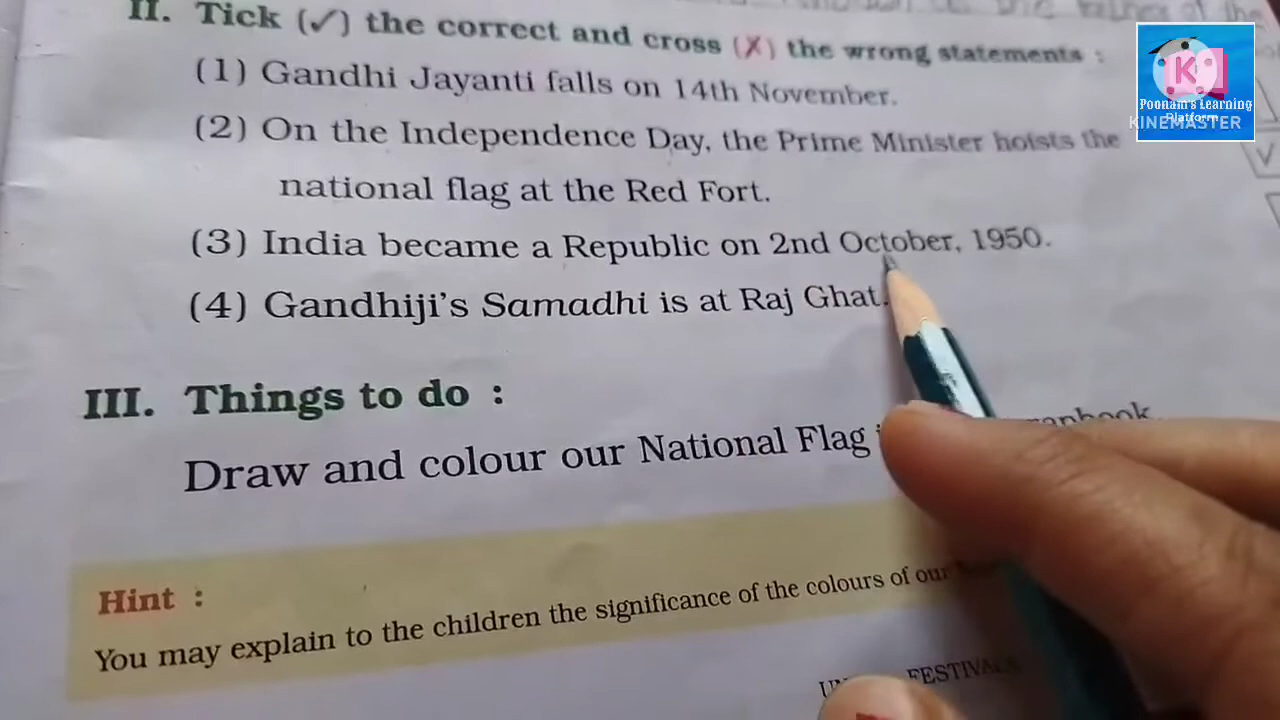 II. Tick (✓) the correct and cross (✗) the wrong statements :
(1) Gandhi Jayanti falls on 14th November.
(2) On the Independence Day, the Prime Minister hoists the
national flag at the Red Fort.
(3) India became a Republic on 2nd October, 1950.
(4) Gandhiji's Samadhi is at Raj Ghat.
III. Things to do :
Draw and colour our National Flag
Hint :
You may explain to the children the significance of the colours of our
FESTIVALS
K
Poonam's Learning
Platform
KINEMASTER